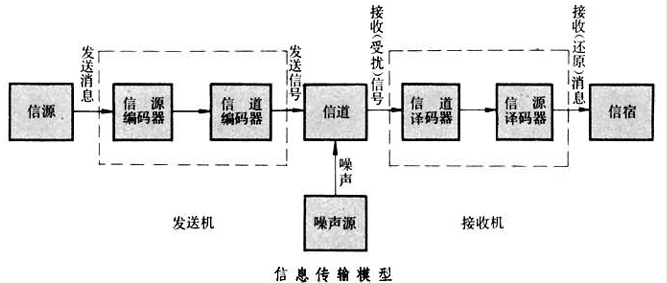 发送消息
发送信号
接收(受扰)信号
接收(还原)消息
信源
信源
编码器
信道
编码器
信道
信道
译码器
信源
译码器
信宿
噪声
噪声源
发送机
接收机
信息传输模型